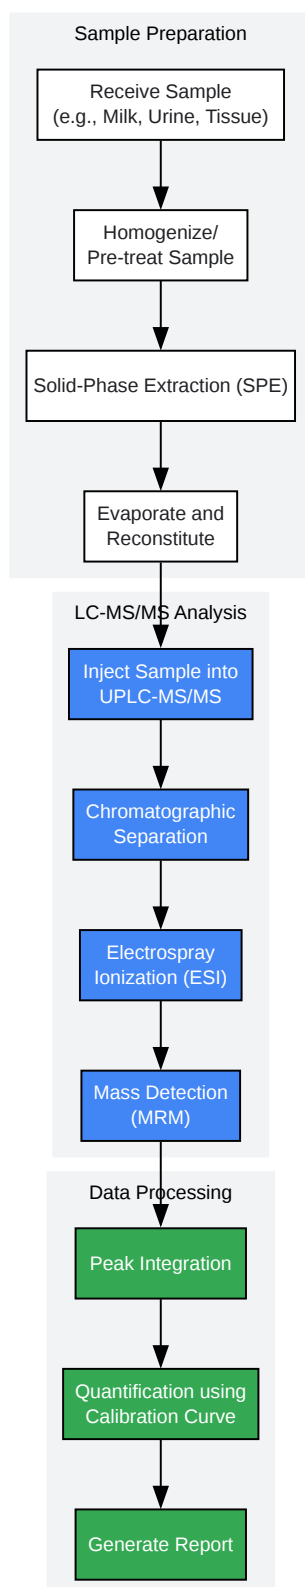 Sample Preparation
Receive Sample
(e.g., Milk, Urine, Tissue)
Homogenize/
Pre-treat Sample
Solid-Phase Extraction (SPE)
Evaporate and
Reconstitute
LC-MS/MS Analysis
Inject Sample into
UPLC-MS/MS
Chromatographic
Separation
Electrospray
Ionization (ESI)
Mass Detection
(MRM)
Data Processing
Peak Integration
Quantification using
Calibration Curve
Generate Report